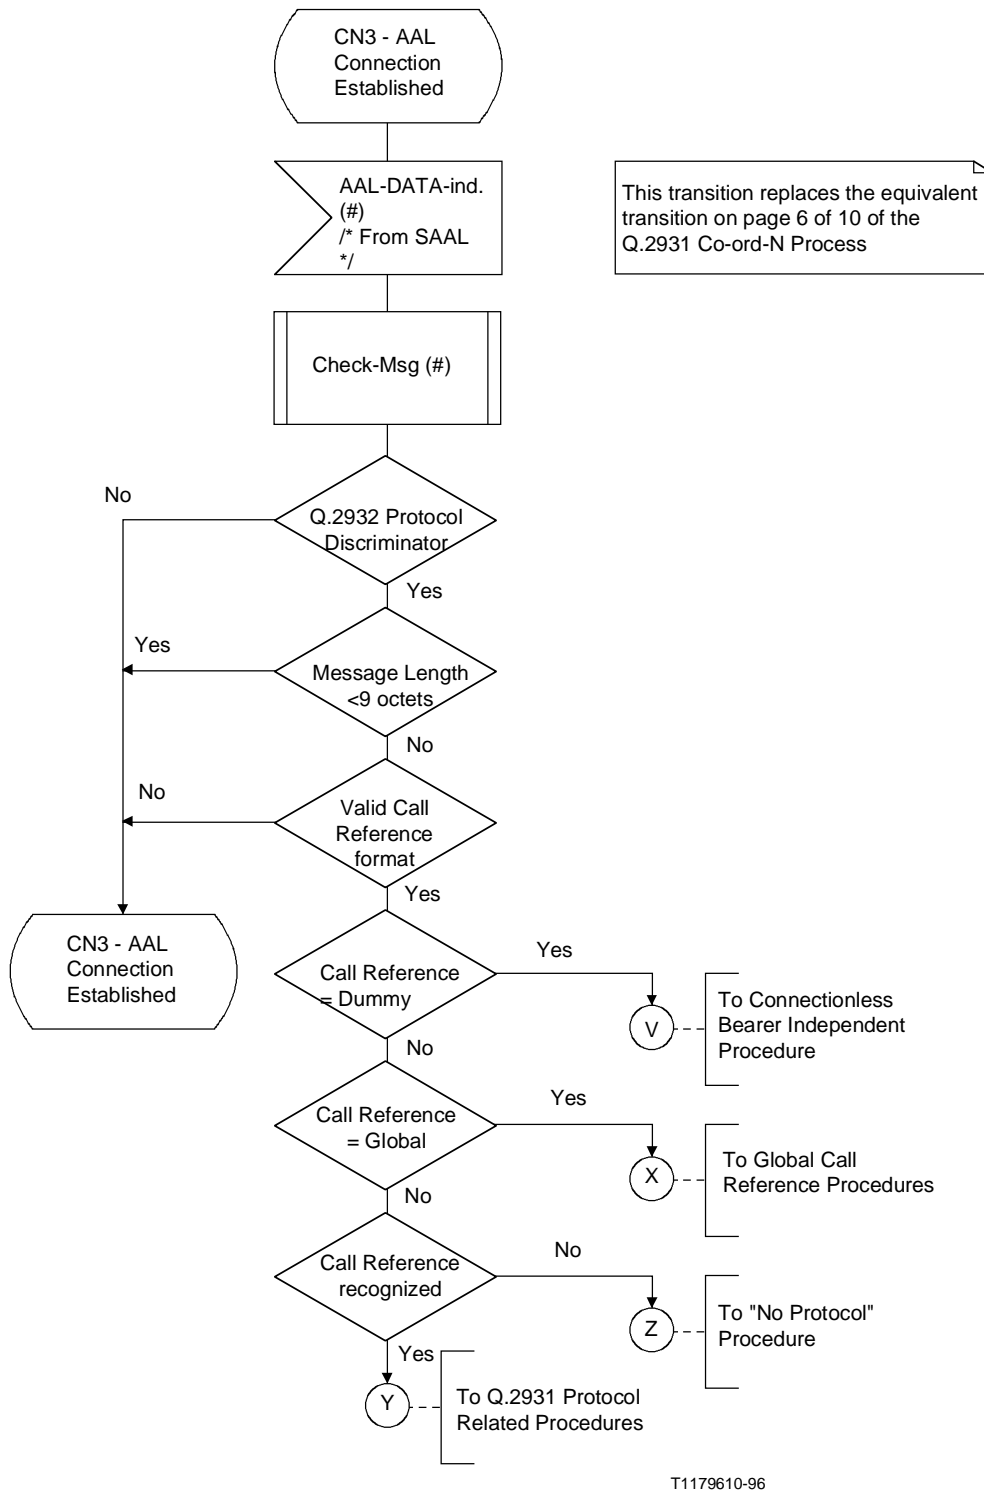 CN3 - AAL
Connection
Established
AAL-DATA-ind.
(#)
/* From SAAL
*/
This transition replaces the equivalent
transition on page 6 of 10 of the
Q.2931 Co-ord-N Process
Check-Msg (#)
No
Q.2932 Protocol
Discriminator
Yes
Yes
Message Length
<9 octets
No
No
Valid Call
Reference
format
Yes
CN3 - AAL
Connection
Established
Call Reference
= Dummy
Yes
V
To Connectionless
Bearer Independent
Procedure
No
Call Reference
= Global
Yes
X
To Global Call
Reference Procedures
No
Call Reference
recognized
No
Z
To "No Protocol"
Procedure
Yes
Y
To Q.2931 Protocol
Related Procedures
T1179610-96